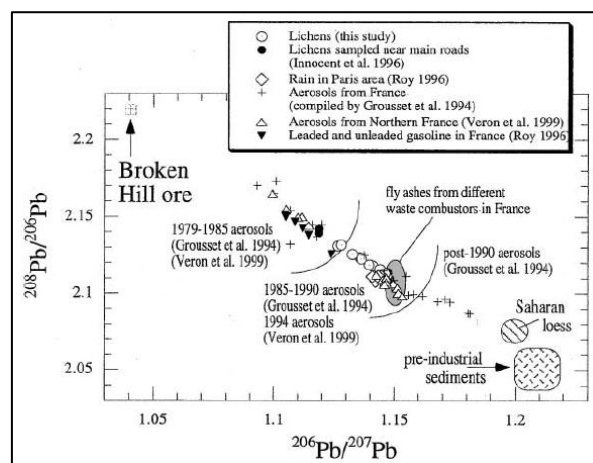 Lichens (this study)
Lichens sampled near main roads
(Innocent et al. 1996)
Rain in Paris area (Roy 1996)
Aerosols from France
(compiled by Grousset et al. 1994)
Aerosols from Northern France (Veron et al. 1999)
Leaded and unleaded gasoline in France (Roy 1996)
2.2
Broken
Hill ore
208Pb/206Pb
2.17
fly ashes from different
waste combustors in France
2.13
1979-1985 aerosols
(Grousset et al. 1994)
(Veron et al. 1999)
post-1990 aerosols
(Grousset et al. 1994)
2.09
1985-1990 aerosols
(Grousset et al. 1994)
1994 aerosols
(Veron et al. 1999)
Saharan
loess
pre-industrial
sediments
2.05
1.05
1.1
1.15
1.2
206Pb/207Pb